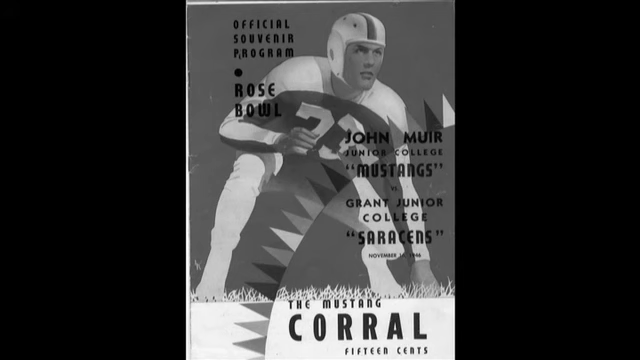 OFFICIAL
SOUVENIR
PROGRAM
ROSE
BOWL
JOHN MUIR
JUNIOR COLLEGE
"MUSTANGS"
VS.
GRANT JUNIOR
COLLEGE
"SARACENS"
NOVEMBER 1946
THE MUSTANG
CORRAL
FIFTEEN CENTS